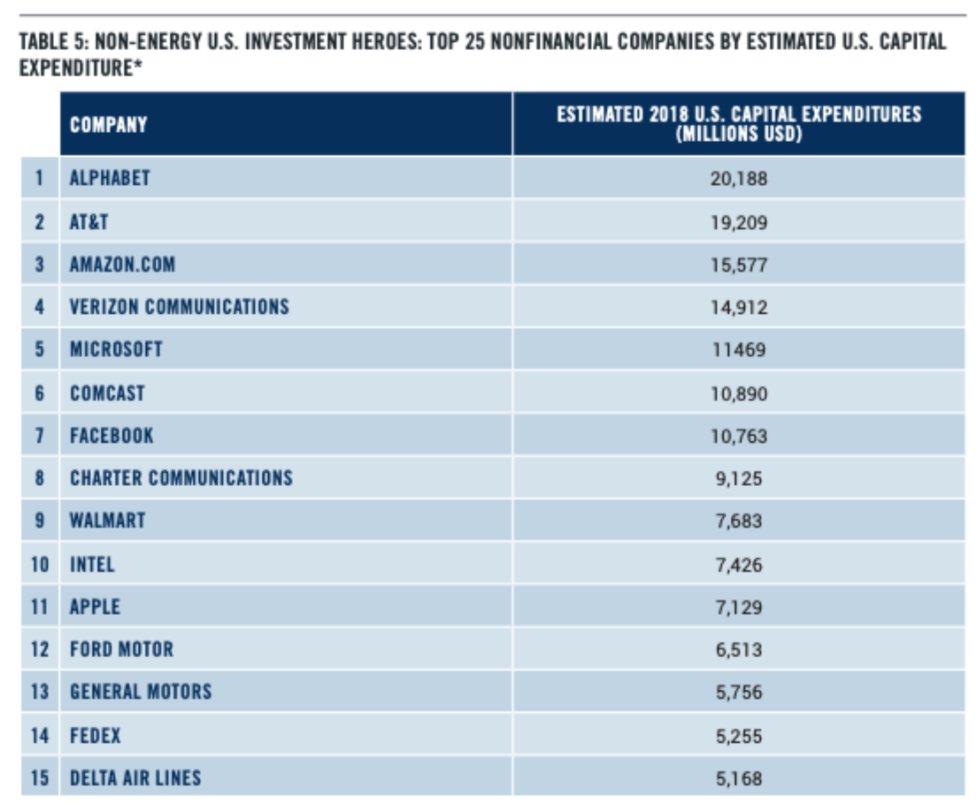 TABLE 5: NON-ENERGY U.S. INVESTMENT HEROES: TOP 25 NONFINANCIAL COMPANIES BY ESTIMATED U.S. CAPITAL
EXPENDITURE*
COMPANY ESTIMATED 2018 U.S. CAPITAL EXPENDITURES
(MILLIONS USD)
1 ALPHABET 20,188
2 AT&T 19,209
3 AMAZON.COM 15,577
4 VERIZON COMMUNICATIONS 14,912
5 MICROSOFT 11469
6 COMCAST 10,890
7 FACEBOOK 10,763
8 CHARTER COMMUNICATIONS 9,125
9 WALMART 7,683
10 INTEL 7,426
11 APPLE 7,129
12 FORD MOTOR 6,513
13 GENERAL MOTORS 5,756
14 FEDEX 5,255
15 DELTA AIR LINES 5,168